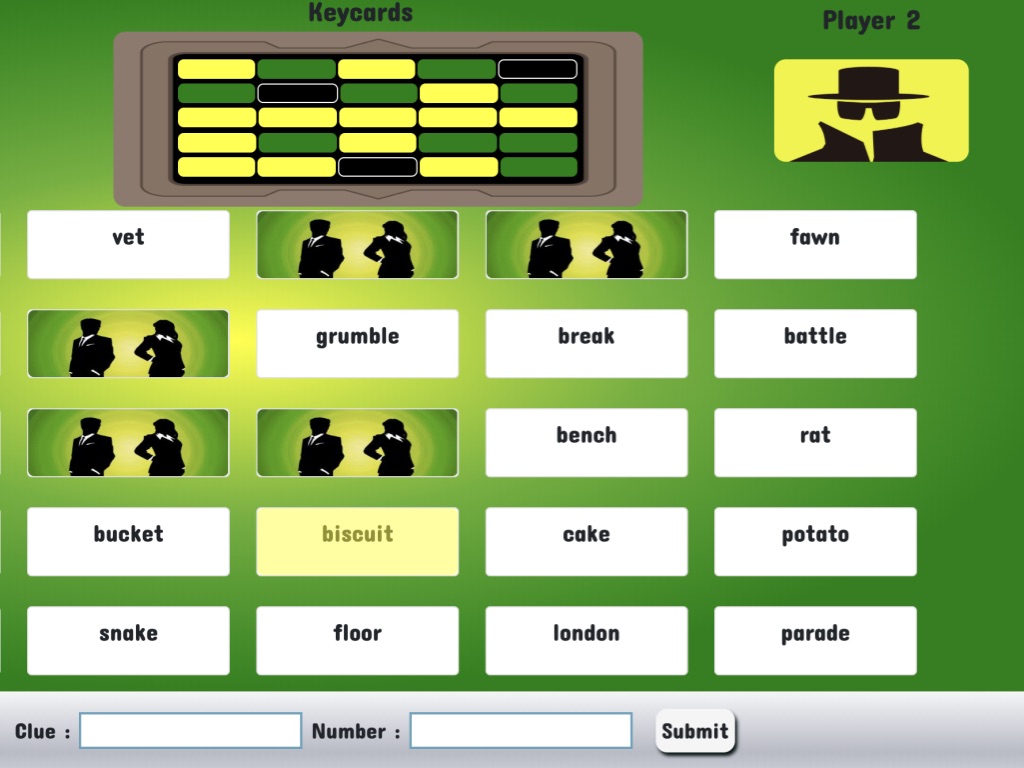 Keycards
Player 2
vet
fawn
grumble
break
battle
bench
rat
bucket
biscuit
cake
potato
snake
floor
london
parade
Clue :
Number :
Submit